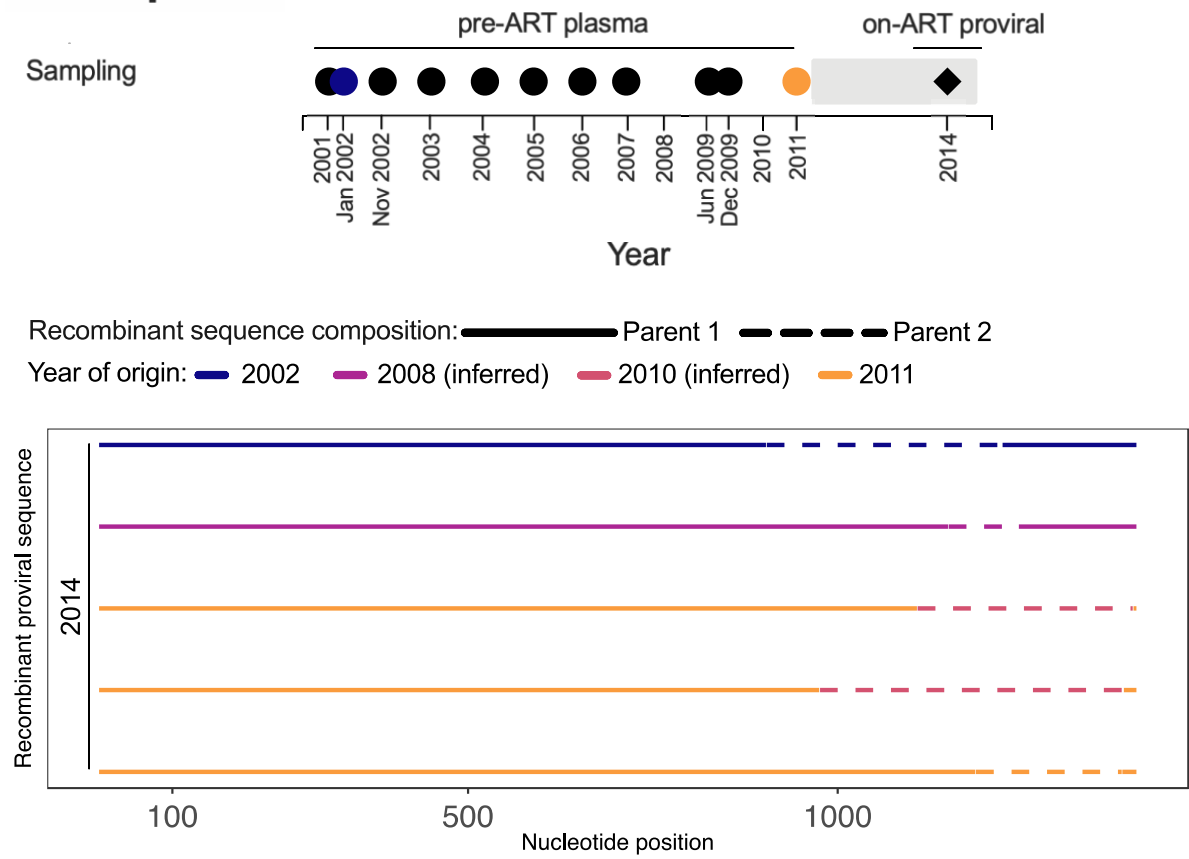 pre-ART plasma
on-ART proviral
Sampling
2001
Jan 2002
Nov 2002
2003
2004
2005
2006
2007
2008
Jun 2009
Dec 2009
2010
2011
2014
Year
Recombinant sequence composition: Parent 1 Parent 2
Year of origin: 2002 2008 (inferred) 2010 (inferred) 2011
Recombinant proviral sequence
2014
100 500 1000
Nucleotide position